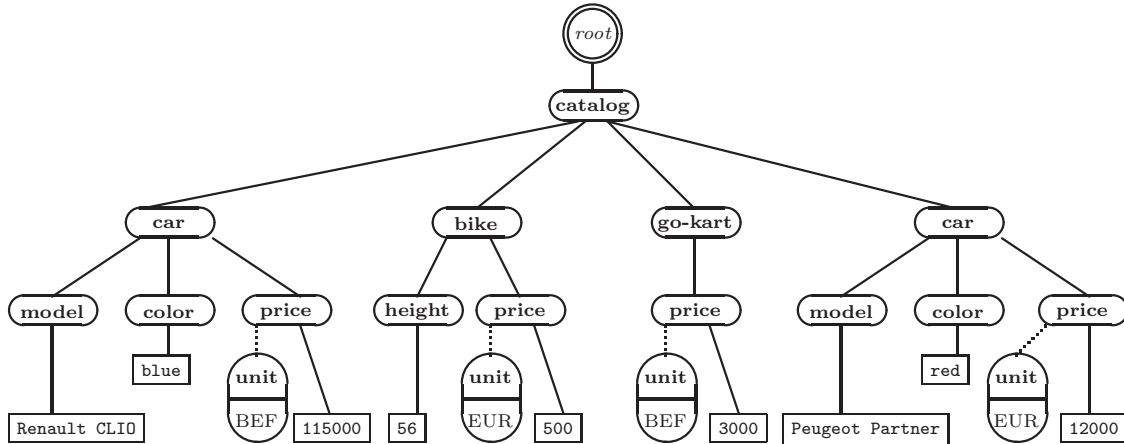 root
catalog
car bike go-kart car
model color price height price price model color price
blue red
unit unit unit unit
BEF EUR BEF EUR
Renault CLIO 115000 56 500 3000 Peugeot Partner 12000